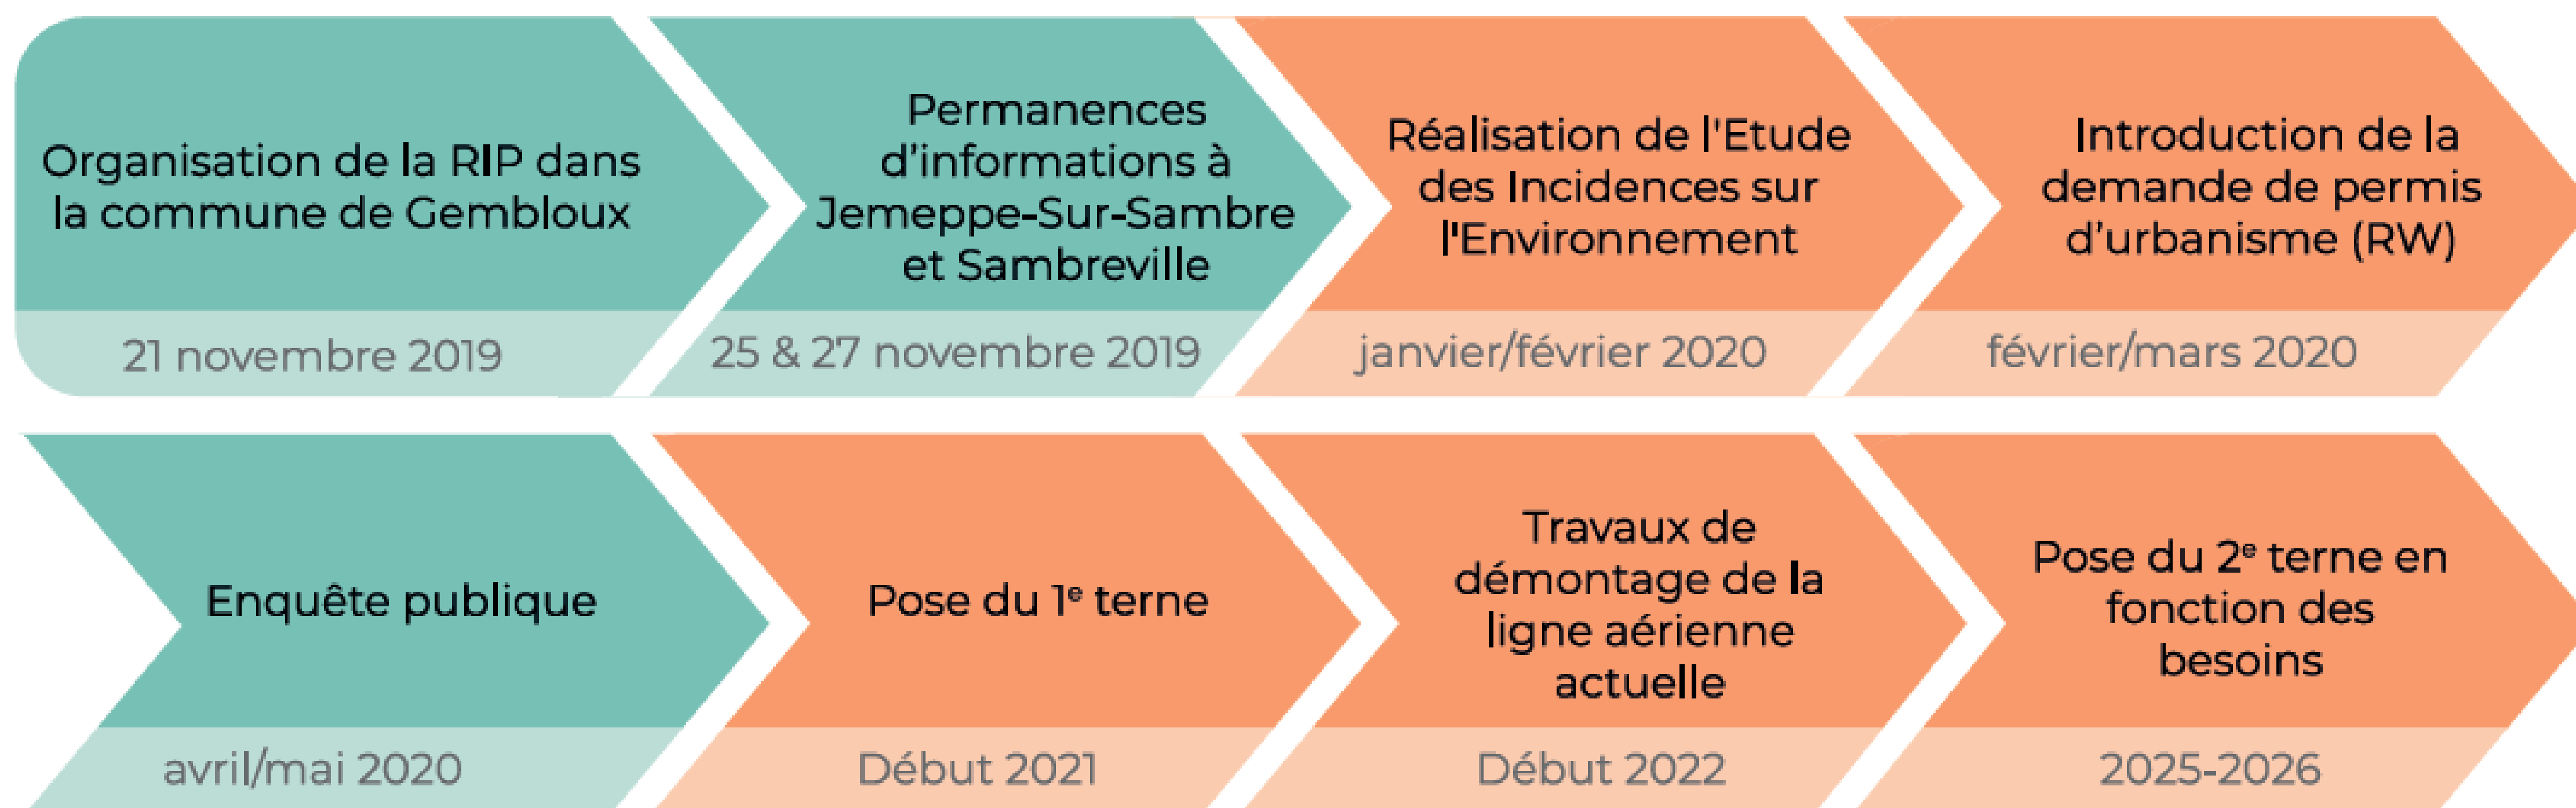 Organisation de la RIP dans
la commune de Gembloux
21 novembre 2019
Permanences
d’informations à
Jemeppe-Sur-Sambre
et Sambreville
25 & 27 novembre 2019
Réalisation de l'Etude
des Incidences sur
l'Environnement
janvier/février 2020
Introduction de la
demande de permis
d’urbanisme (RW)
février/mars 2020
Enquête publique
avril/mai 2020
Pose du 1ᵉ terne
Début 2021
Travaux de
démontage de la
ligne aérienne
actuelle
Début 2022
Pose du 2ᵉ terne en
fonction des
besoins
2025-2026